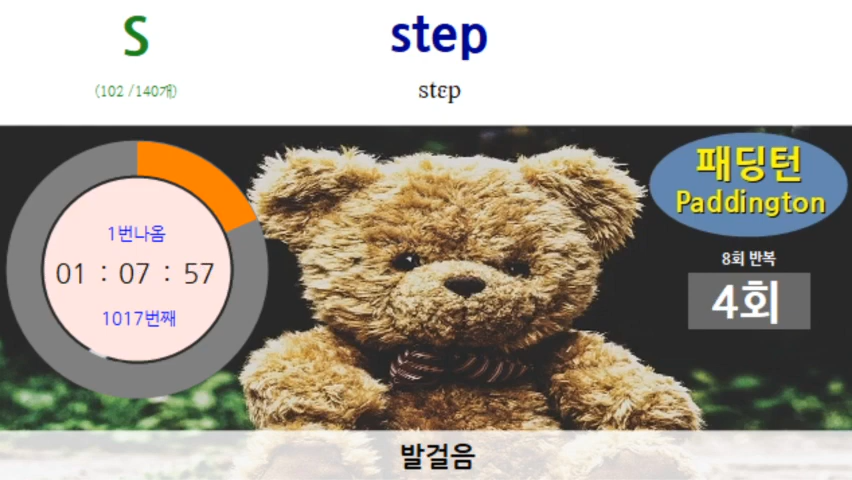 S
(102 /140개)
step
stɛp
1번나옴
01 : 07 : 57
1017번째
패딩턴
Paddington
8회 반복
4회
발걸음